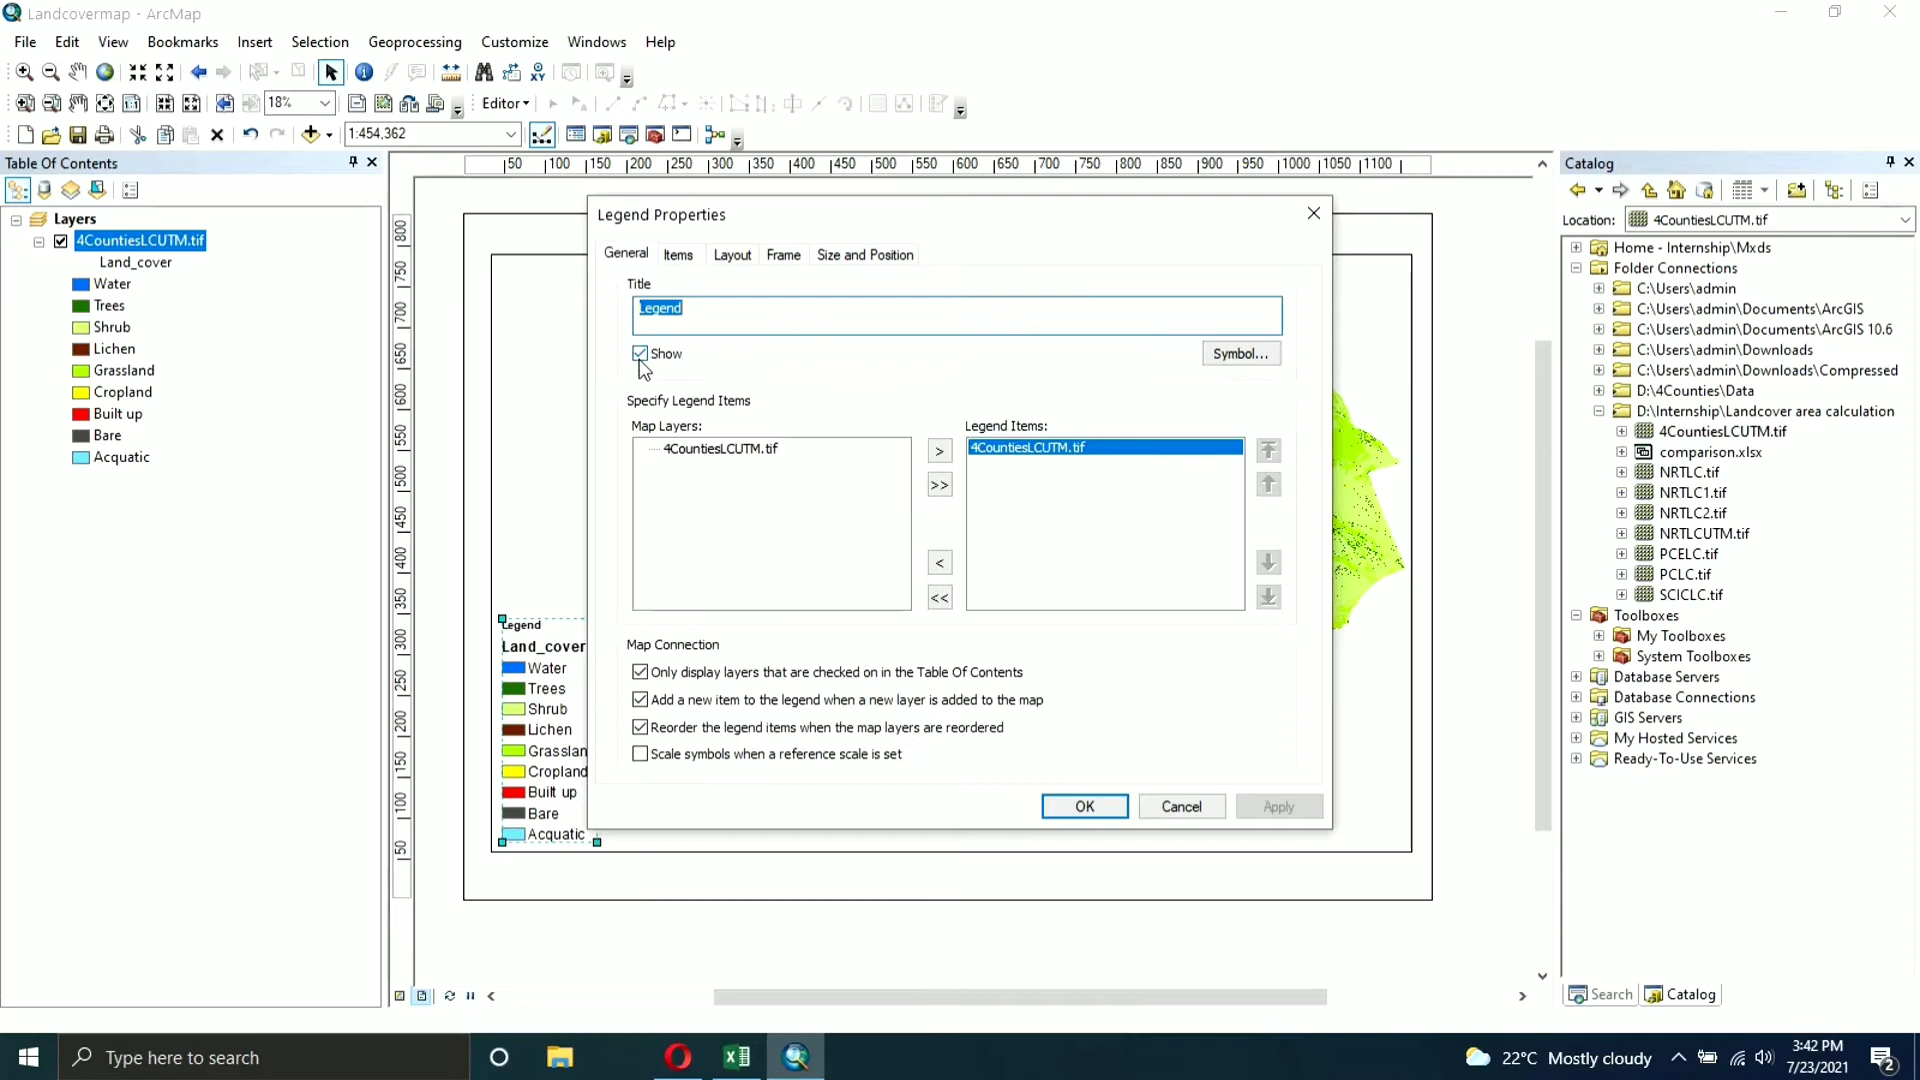 Landcovermap - ArcMap
File Edit View Bookmarks Insert Selection Geoprocessing Customize Windows Help
18%
Editor
1:454,362
Table Of Contents
Layers
4CountiesLCUTM.tif
Land_cover
Water
Trees
Shrub
Lichen
Grassland
Cropland
Built up
Bare
Acquatic
50 100 150 200 250 300 350 400 450 500 550 600 650 700 750 800 850 900 950 1000 1050 1100
800
750
700
650
600
550
500
450
400
350
300
250
200
150
100
50
Legend
Land_cover
Water
Trees
Shrub
Lichen
Grasslan
Cropland
Built up
Bare
Acquatic
Legend Properties
General Items Layout Frame Size and Position
Title
Legend
Show
Symbol...
Specify Legend Items
Map Layers:
Legend Items:
4CountiesLCUTM.tif
4CountiesLCUTM.tif
>
>>
<
<<
Map Connection
Only display layers that are checked on in the Table Of Contents
Add a new item to the legend when a new layer is added to the map
Reorder the legend items when the map layers are reordered
Scale symbols when a reference scale is set
OK Cancel Apply
Catalog
Location: 4CountiesLCUTM.tif
Home - Internship\Mxds
Folder Connections
C:\Users\admin
C:\Users\admin\Documents\ArcGIS
C:\Users\admin\Documents\ArcGIS 10.6
C:\Users\admin\Downloads
C:\Users\admin\Downloads\Compressed
D:\4Counties\Data
D:\Internship\Landcover area calculation
4CountiesLCUTM.tif
comparison.xlsx
NRTLC.tif
NRTLC1.tif
NRTLC2.tif
NRTLCUTM.tif
PCELC.tif
PCLC.tif
SCICLC.tif
Toolboxes
My Toolboxes
System Toolboxes
Database Servers
Database Connections
GIS Servers
My Hosted Services
Ready-To-Use Services
Search Catalog
Type here to search
22°C Mostly cloudy
3:42 PM
7/23/2021
2